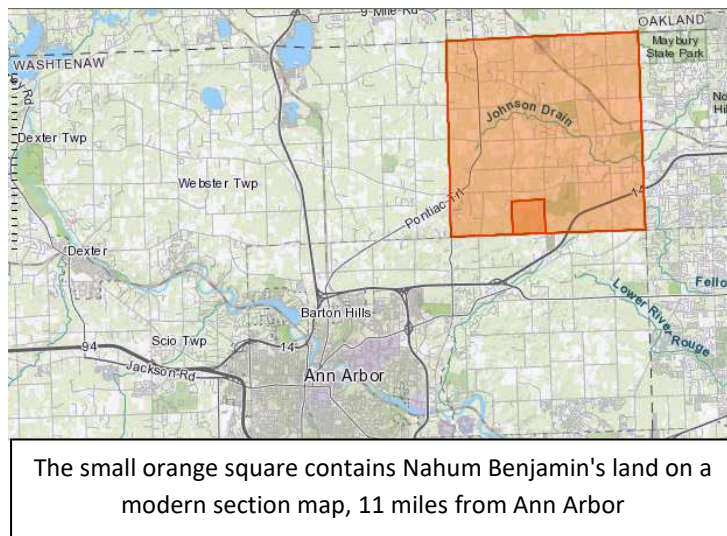 9-Mile-Rd
OAKLAND
WASHTENAW
Maybury
State Park
Johnson Drain
Dexter Twp
Webster Twp
Pontiac Trl
14
Dexter
Lower River
Rouge
Barton Hills
Scio Twp
94
14
Jackson Rd
Ann Arbor
The small orange square contains Nahum Benjamin's land on a
modern section map, 11 miles from Ann Arbor